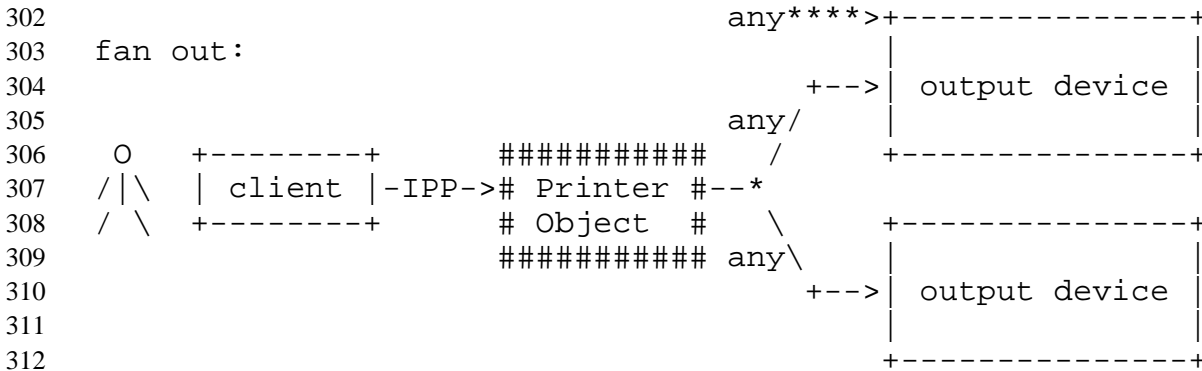 302                                        any****>+----------------+
303   fan out:                                     |                |
304                                            +-->| output device  |
305                                        any/    |                |
306    O   +--------+       ###########   /     +----------------+
307   /|\  | client |-IPP-># Printer #--*
308   / \  +--------+       # Object  #   \     +----------------+
309                         ########### any\    |                |
310                                            +-->| output device  |
311                                                |                |
312                                                +----------------+